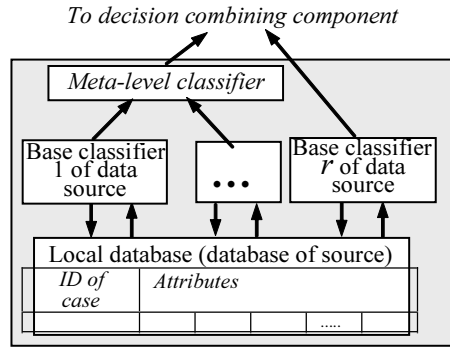 To decision combining component
Meta-level classifier
Base classifier
1 of data
source
...
Base classifier
r of data
source
Local database (database of source)
ID of
case
Attributes
.....